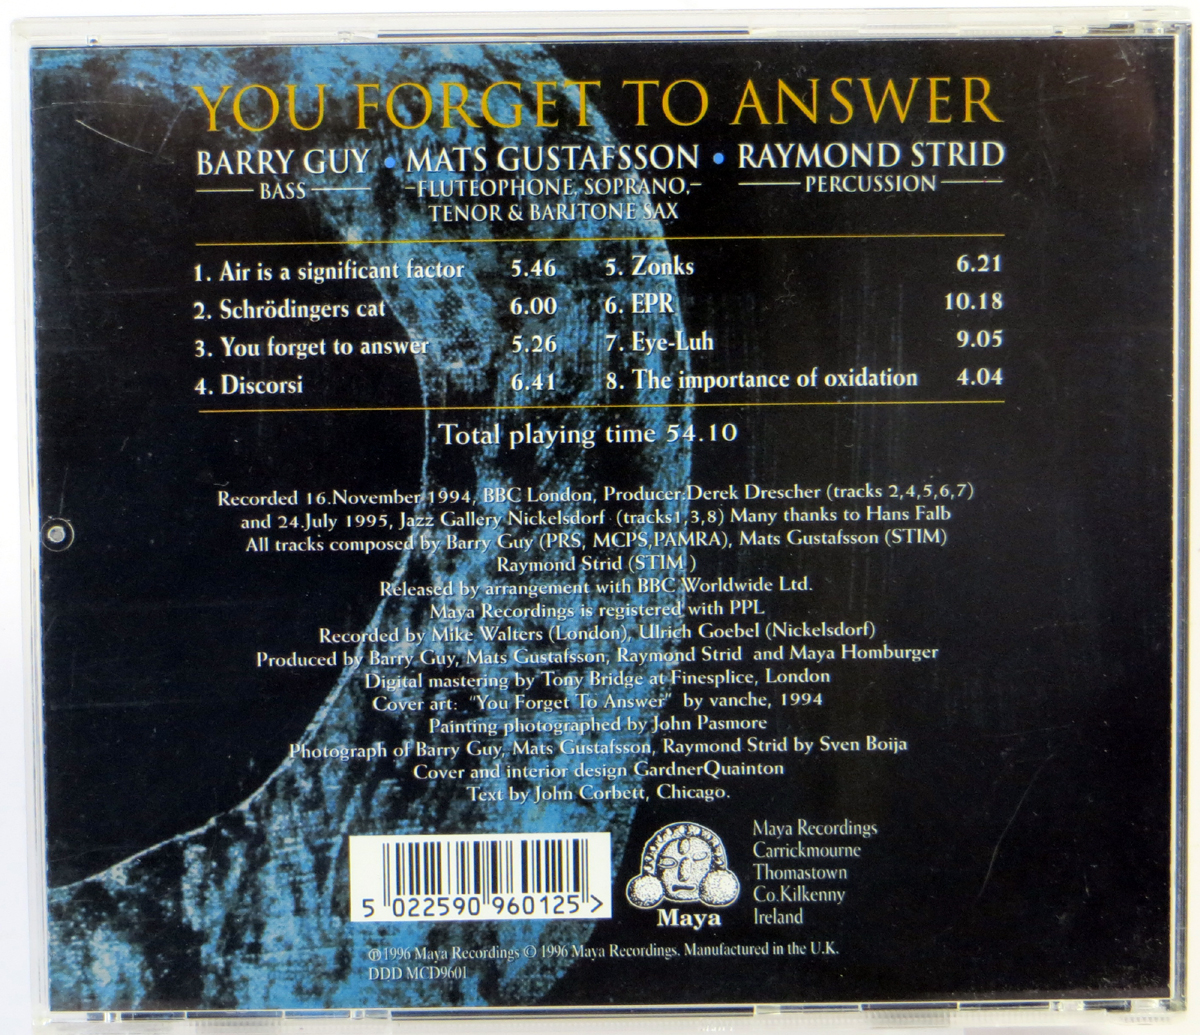 YOU FORGET TO ANSWER
BARRY GUY • MATS GUSTAFSSON • RAYMOND STRID
BASS FLUTEOPHONE, SOPRANO, PERCUSSION
TENOR & BARITONE SAX
1. Air is a significant factor 5.46
2. Schrödingers cat 6.00
3. You forget to answer 5.26
4. Discorsi 6.41
5. Zonks 6.21
6. EPR 10.18
7. Eye-Luh 9.05
8. The importance of oxidation 4.04
Total playing time 54.10
Recorded 16.November 1994, BBC London, Producer:Derek Drescher (tracks 2,4,5,6,7)
and 24.July 1995, Jazz Gallery Nickelsdorf (tracks1,3,8) Many thanks to Hans Falb
All tracks composed by Barry Guy (PRS, MCPS,PAMRA), Mats Gustafsson (STIM)
Raymond Strid (STIM )
Released by arrangement with BBC Worldwide Ltd.
Maya Recordings is registered with PPL
Recorded by Mike Walters (London), Ulrich Goebel (Nickelsdorf)
Produced by Barry Guy, Mats Gustafsson, Raymond Strid and Maya Homburger
Digital mastering by Tony Bridge at Finesplice, London
Cover art: "You Forget To Answer" by vanche, 1994
Painting photographed by John Pasmore
Photograph of Barry Guy, Mats Gustafsson, Raymond Strid by Sven Boija
Cover and interior design GardnerQuainton
Text by John Corbett, Chicago.
5 022590 960125 >
Maya
Maya Recordings
Carrickmourne
Thomastown
Co.Kilkenny
Ireland
℗1996 Maya Recordings © 1996 Maya Recordings. Manufactured in the U.K.
DDD MCD9601